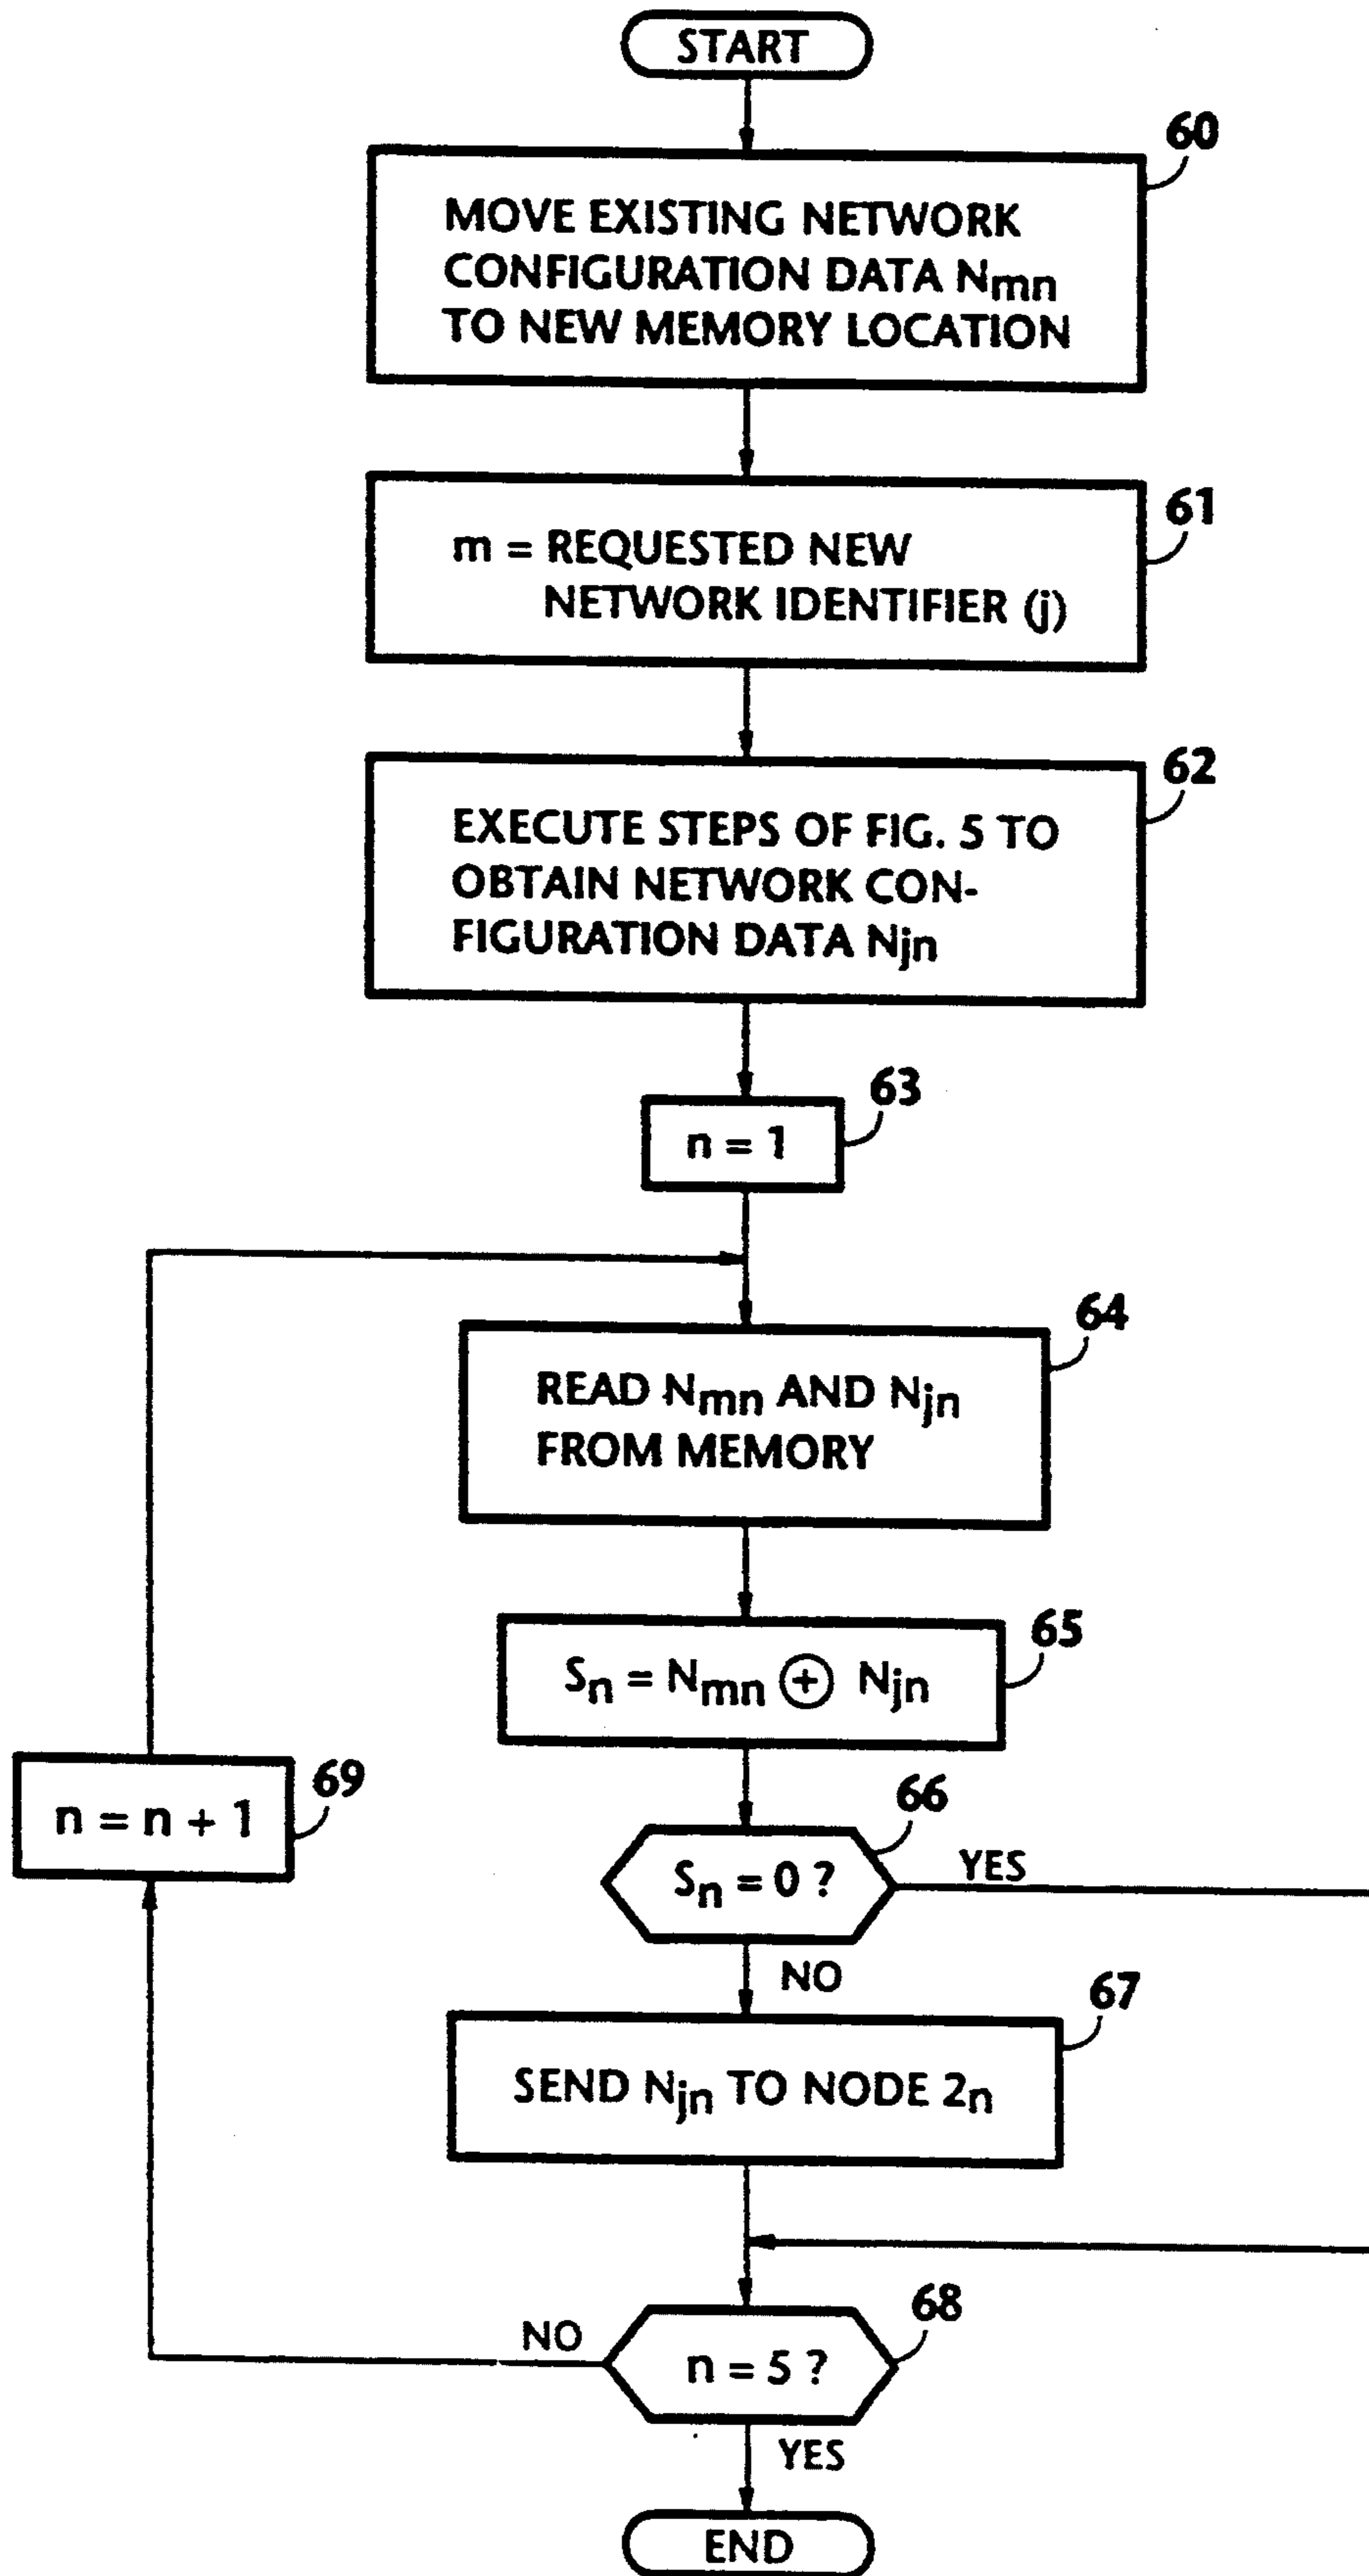 START
60
MOVE EXISTING NETWORK
CONFIGURATION DATA Nmn
TO NEW MEMORY LOCATION
61
m = REQUESTED NEW
NETWORK IDENTIFIER (j)
62
EXECUTE STEPS OF FIG. 5 TO
OBTAIN NETWORK CON-
FIGURATION DATA Njn
63
n = 1
64
READ Nmn AND Njn
FROM MEMORY
65
Sn = Nmn ⊕ Njn
69
n = n + 1
66
Sn = 0 ?
YES
NO
67
SEND Njn TO NODE 2n
68
NO
n = 5 ?
YES
END